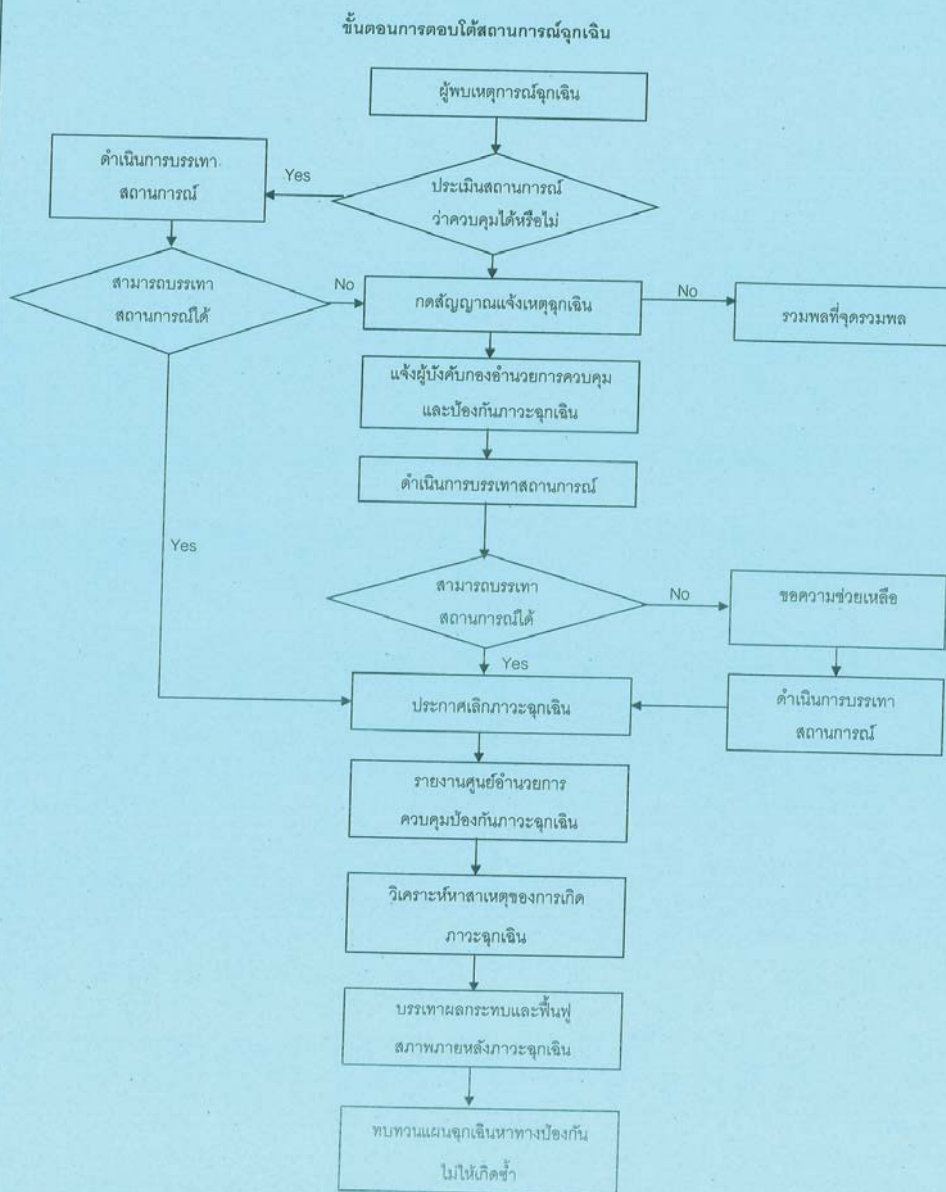 ขั้นตอนการตอบโต้สถานการณ์ฉุกเฉิน
ผู้พบเหตุการณ์ฉุกเฉิน
ดำเนินการบรรเทา
สถานการณ์
Yes
ประเมินสถานการณ์
ว่าควบคุมได้หรือไม่
สามารถบรรเทา
สถานการณ์ได้
No
กดสัญญาณแจ้งเหตุฉุกเฉิน
No
รวมพลที่จุดรวมพล
แจ้งผู้บังคับกองอำนวยการควบคุม
และป้องกันภาวะฉุกเฉิน
ดำเนินการบรรเทาสถานการณ์
Yes
สามารถบรรเทา
สถานการณ์ได้
No
ขอความช่วยเหลือ
Yes
ประกาศเลิกภาวะฉุกเฉิน
ดำเนินการบรรเทา
สถานการณ์
รายงานศูนย์อำนวยการ
ควบคุมป้องกันภาวะฉุกเฉิน
วิเคราะห์หาสาเหตุของการเกิด
ภาวะฉุกเฉิน
บรรเทาผลกระทบและฟื้นฟู
สภาพภายหลังภาวะฉุกเฉิน
ทบทวนแผนฉุกเฉินหาทางป้องกัน
ไม่ให้เกิดซ้ำ